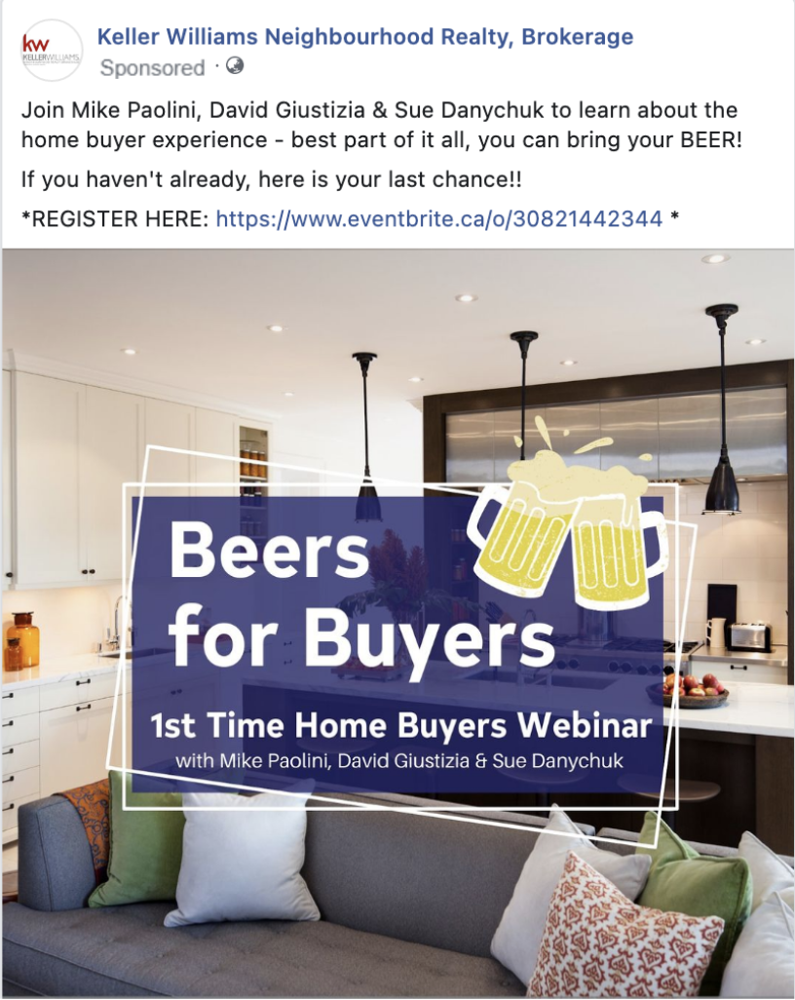 kw
KELLERWILLIAMS
Keller Williams Neighbourhood Realty, Brokerage
Sponsored ·
Join Mike Paolini, David Giustizia & Sue Danychuk to learn about the
home buyer experience - best part of it all, you can bring your BEER!
If you haven't already, here is your last chance!!
*REGISTER HERE: https://www.eventbrite.ca/o/30821442344 *
Beers
for Buyers
1st Time Home Buyers Webinar
with Mike Paolini, David Giustizia & Sue Danychuk